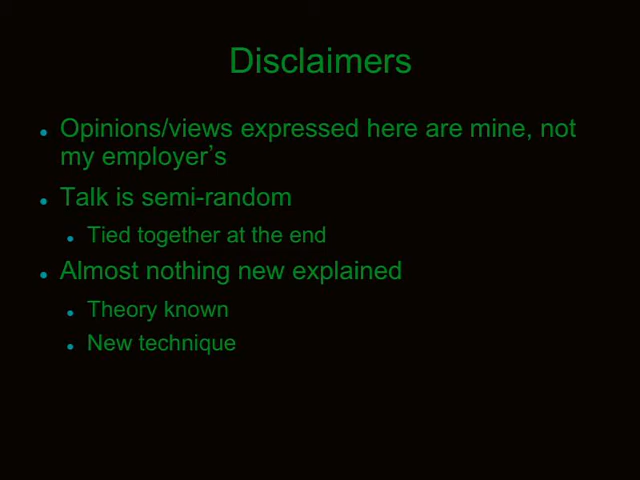 Disclaimers
Opinions/views expressed here are mine, not
my employer's
Talk is semi-random
Tied together at the end
Almost nothing new explained
Theory known
New technique